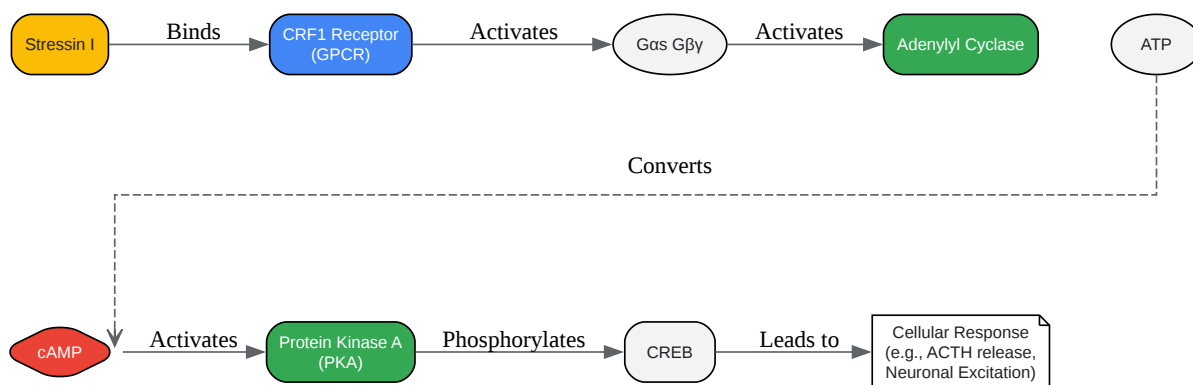 Stressin I
Binds
CRF1 Receptor
(GPCR)
Activates
Gαs Gβγ
Activates
Adenylyl Cyclase
ATP
Converts
cAMP
Activates
Protein Kinase A
(PKA)
Phosphorylates
CREB
Leads to
Cellular Response
(e.g., ACTH release,
Neuronal Excitation)